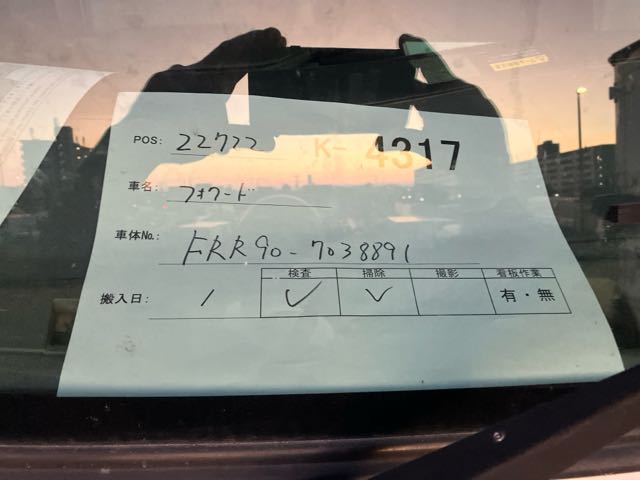 POS: 22722
K- 4317
車名: フォワード
車体No.: FRR90-7038891
検査 掃除 撮影 看板作業
搬入日: / ✓ ✓ 有・無